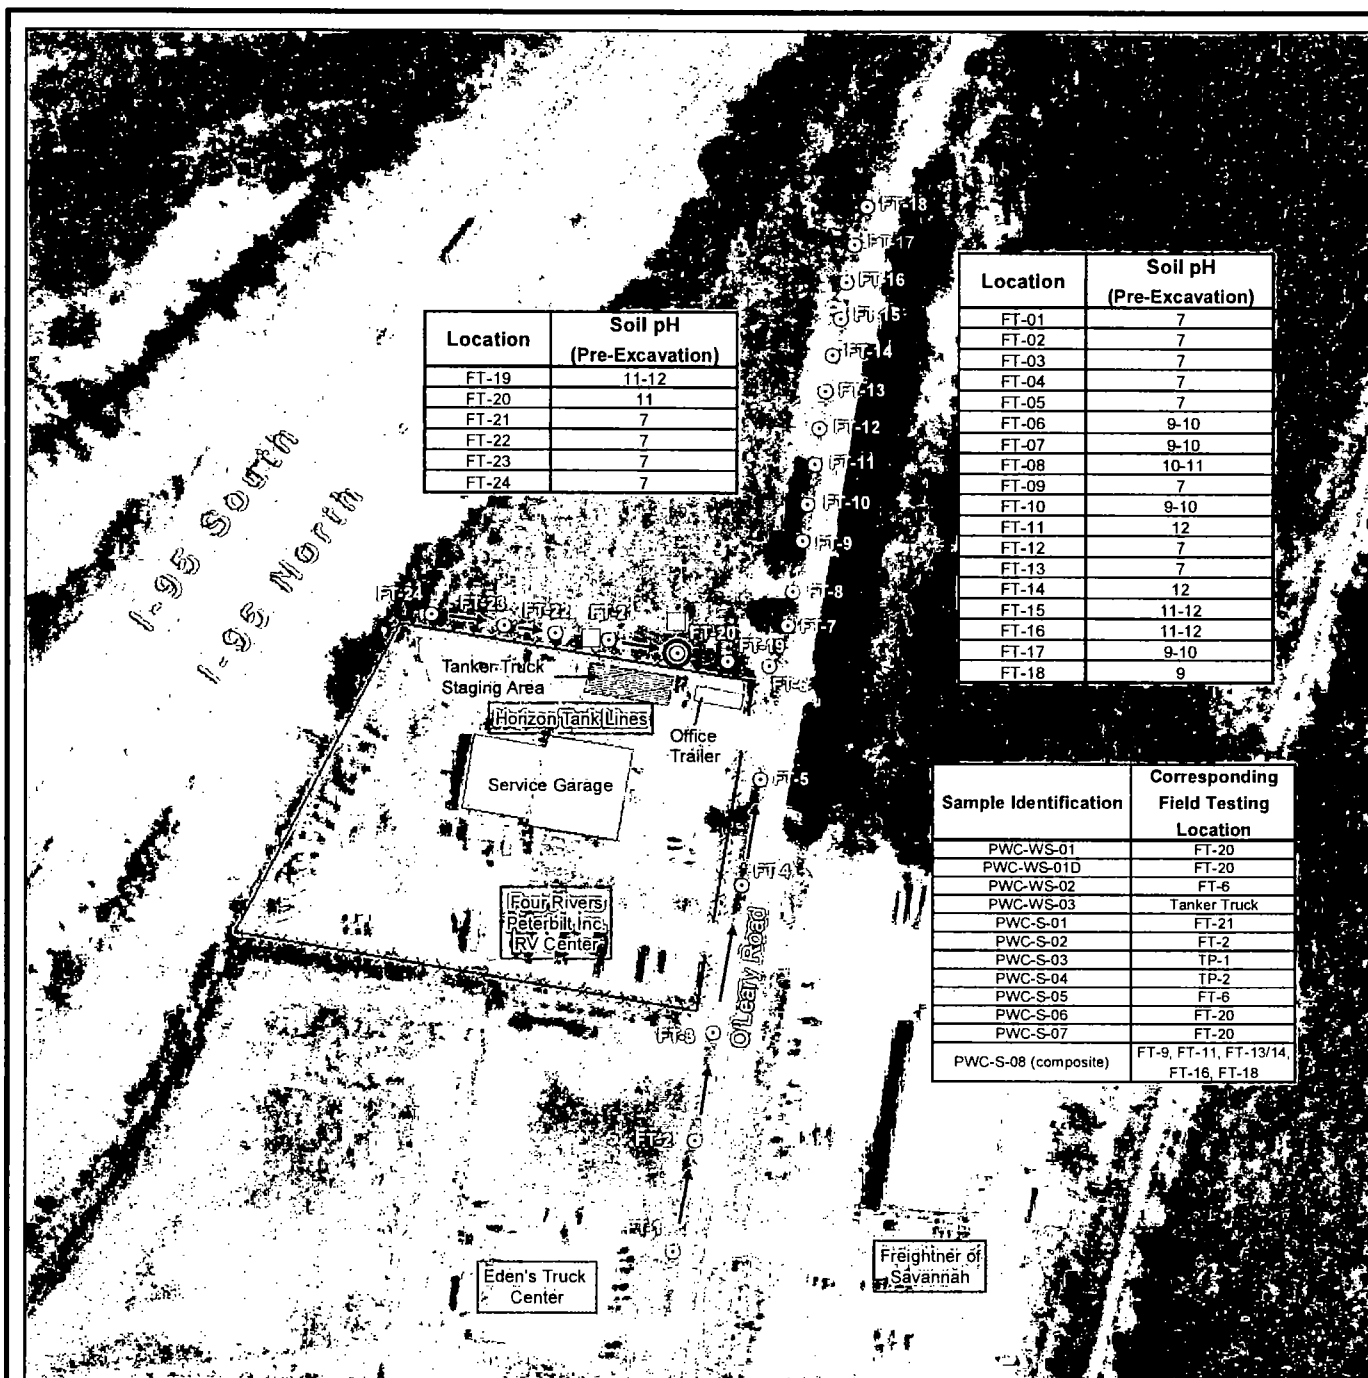 FT-18
FT-17
FT-16
FT-15
FT-14
FT-13
FT-12
FT-11
FT-10
FT-9
FT-8
FT-7
Location Soil pH (Pre-Excavation)
FT-19 11-12
FT-20 11
FT-21 7
FT-22 7
FT-23 7
FT-24 7
Location Soil pH (Pre-Excavation)
FT-01 7
FT-02 7
FT-03 7
FT-04 7
FT-05 7
FT-06 9-10
FT-07 9-10
FT-08 10-11
FT-09 7
FT-10 9-10
FT-11 12
FT-12 7
FT-13 7
FT-14 12
FT-15 11-12
FT-16 11-12
FT-17 9-10
FT-18 9
I-95 South
I-95 North
FT-24
FT-23
FT-22
FT-2
FT-20
FT-19
FT-6
Tanker Truck
Staging Area
Horizon Tank Lines
Office
Trailer
Service Garage
FT-5
FT-4
Four Rivers
Peterbilt Inc.
RV Center
O'Leary Road
FT-3
FT-2
FT-1
Sample Identification Corresponding Field Testing Location
PWC-WS-01 FT-20
PWC-WS-01D FT-20
PWC-WS-02 FT-6
PWC-WS-03 Tanker Truck
PWC-S-01 FT-21
PWC-S-02 FT-2
PWC-S-03 TP-1
PWC-S-04 TP-2
PWC-S-05 FT-6
PWC-S-06 FT-20
PWC-S-07 FT-20
PWC-S-08 (composite) FT-9, FT-11, FT-13/14, FT-16, FT-18
Eden's Truck
Center
Freightner of
Savannah